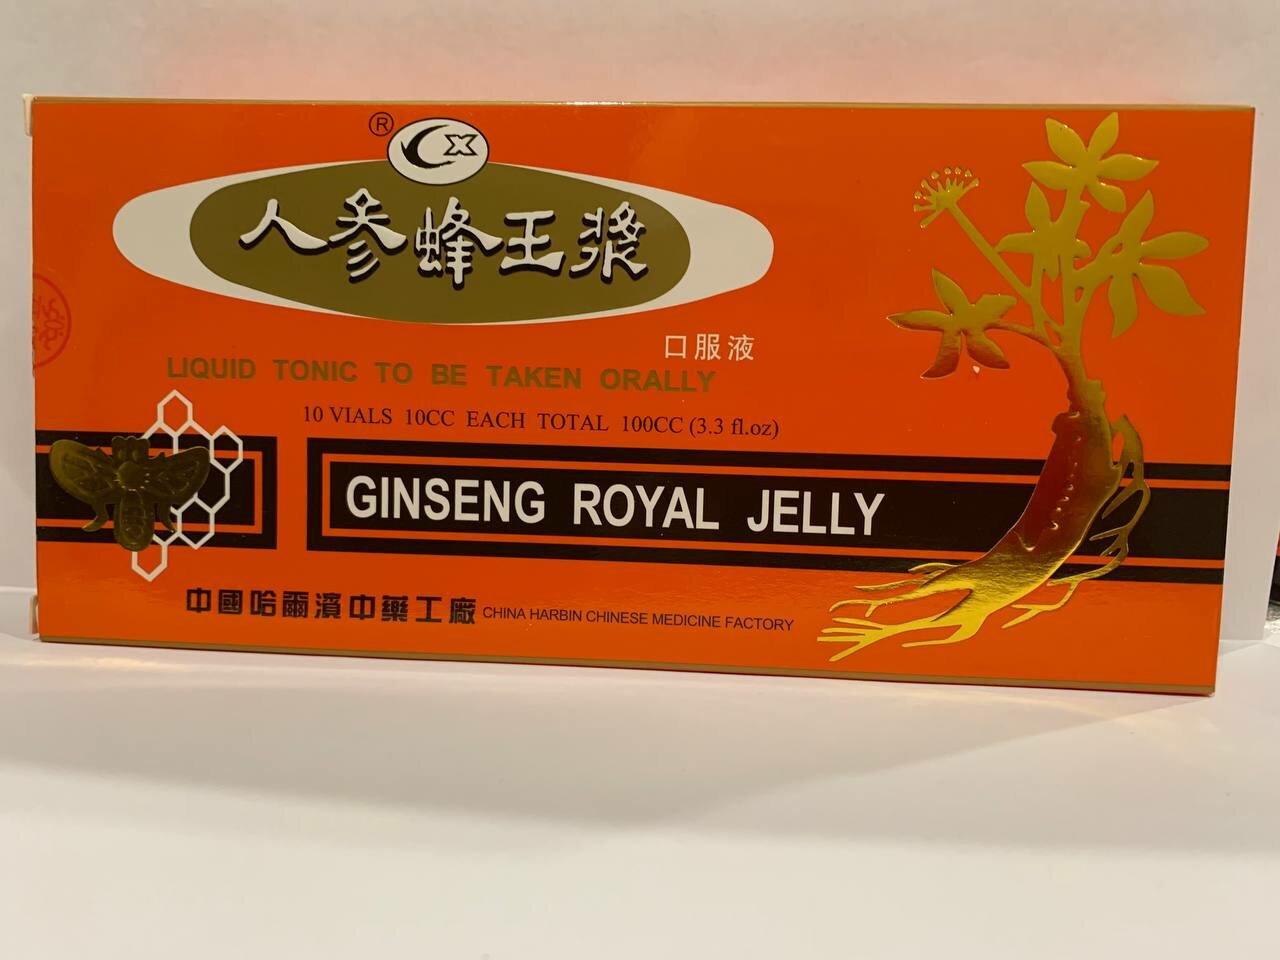 ®
人参蜂王漿
口服液
LIQUID TONIC TO BE TAKEN ORALLY
10 VIALS 10CC EACH TOTAL 100CC (3.3 fl.oz)
GINSENG ROYAL JELLY
中國哈爾濱中藥工廠 CHINA HARBIN CHINESE MEDICINE FACTORY